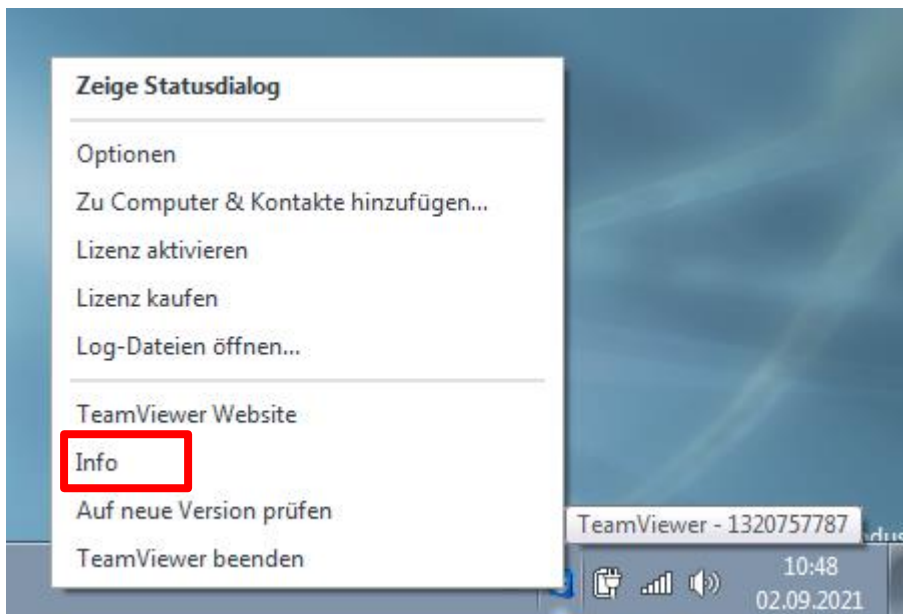 Zeige Statusdialog
Optionen
Zu Computer & Kontakte hinzufügen...
Lizenz aktivieren
Lizenz kaufen
Log-Dateien öffnen...
TeamViewer Website
Info
Auf neue Version prüfen
TeamViewer beenden
TeamViewer - 1320757787
10:48
02.09.2021